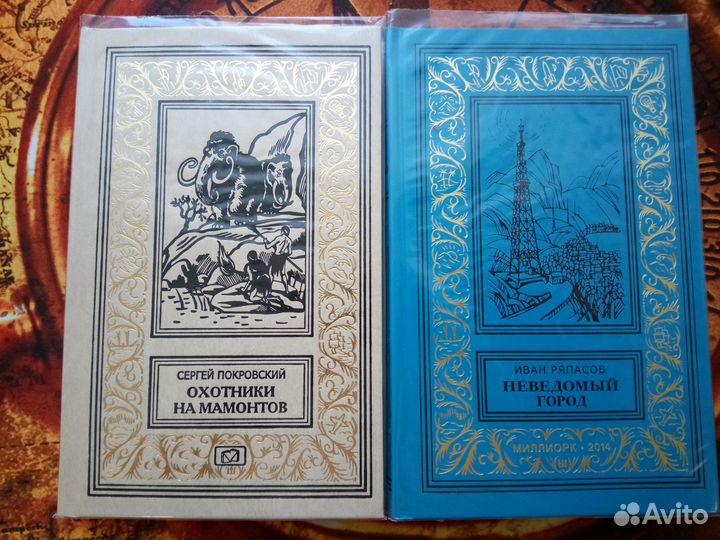 СЕРГЕЙ ПОКРОВСКИЙ
ОХОТНИКИ
НА МАМОНТОВ
ИВАН РЯПАСОВ
НЕВЕДОМЫЙ
ГОРОД
МИЛЛИОРК • 2014
Avito